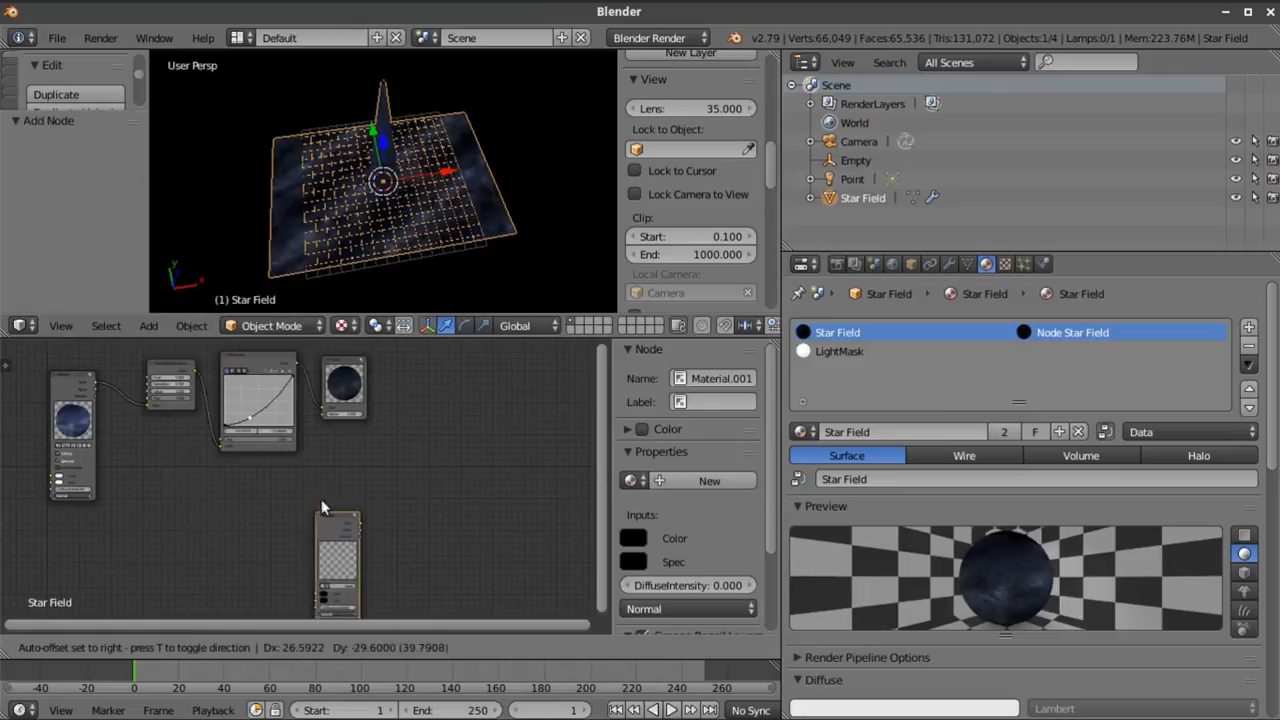 Blender
File Render Window Help Default Scene Blender Render v2.79 | Verts:66,049 | Faces:65,536 | Tris:131,072 | Objects:1/4 | Lamps:0/1 | Mem:223.76M | Star Field
Edit
Duplicate
Add Node
User Persp
(1) Star Field
New Layer
View
Lens: 35.000
Lock to Object:
Lock to Cursor
Lock Camera to View
Clip:
Start: 0.100
End: 1000.000
Local Camera:
Camera
View Search All Scenes
Scene
RenderLayers
World
Camera
Empty
Point
Star Field
View Select Add Object Object Mode Global
Star Field Star Field Star Field
Star Field Node Star Field
LightMask
Star Field 2 F Data
Surface Wire Volume Halo
Star Field
Preview
Render Pipeline Options
Diffuse
Lambert
Node
Name: Material.001
Label:
Color
Properties
New
Inputs:
Color
Spec
DiffuseIntensity: 0.000
Normal
Star Field
Auto-offset set to right - press T to toggle direction | Dx: 26.5922 Dy: -29.6000 (39.7908)
-40 -20 0 20 40 60 80 100 120 140 160 180 200 220 240 260
View Marker Frame Playback Start: 1 End: 250 1 No Sync